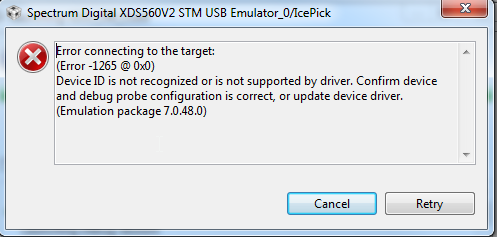 Spectrum Digital XDS560V2 STM USB Emulator_0/IcePick
Error connecting to the target:
(Error -1265 @ 0x0)
Device ID is not recognized or is not supported by driver. Confirm device
and debug probe configuration is correct, or update device driver.
(Emulation package 7.0.48.0)
Cancel
Retry